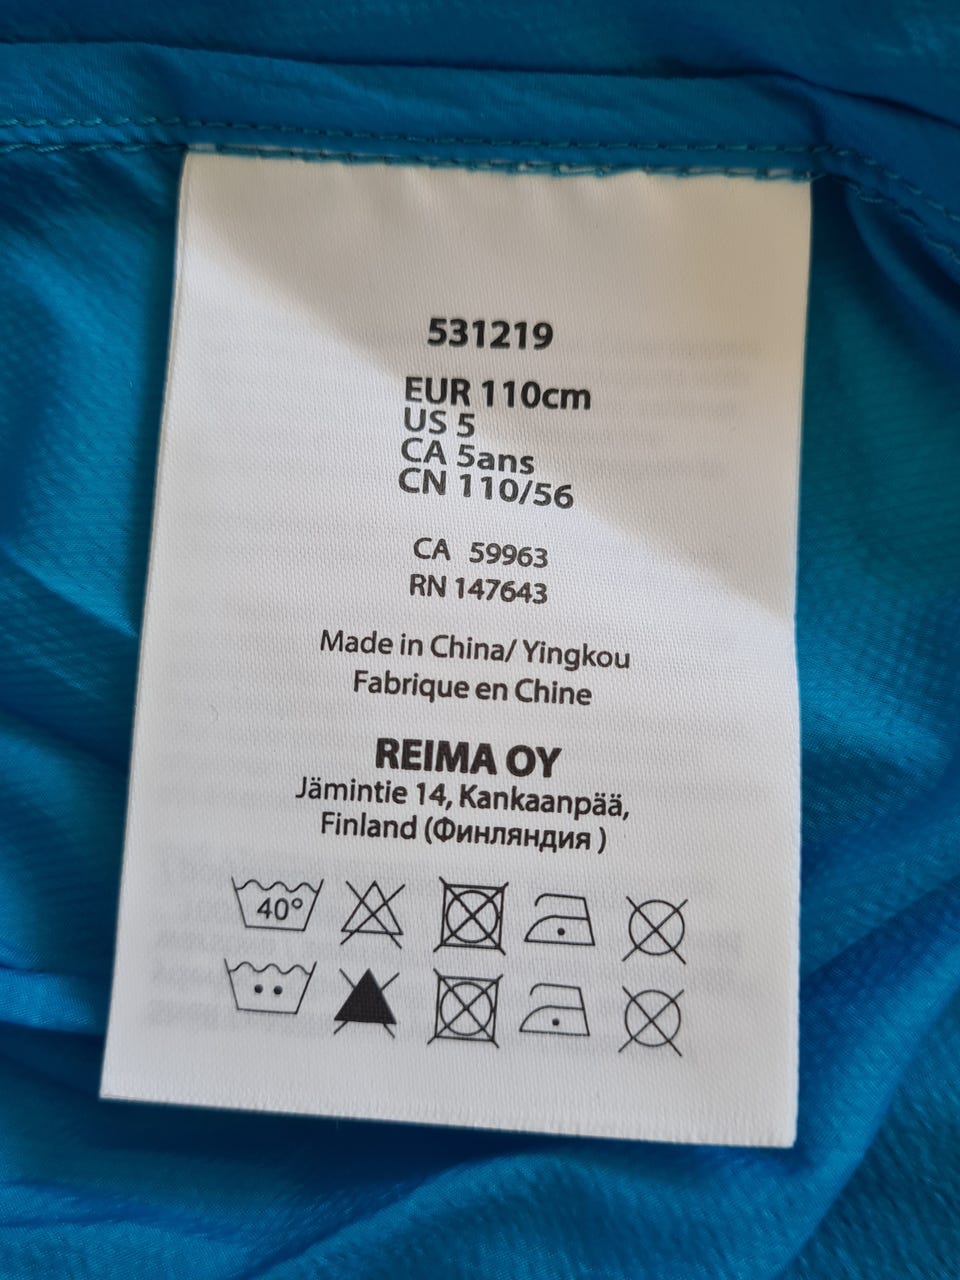 531219
EUR 110cm
US 5
CA 5ans
CN 110/56
CA 59963
RN 147643
Made in China/ Yingkou
Fabrique en Chine
REIMA OY
Jämintie 14, Kankaanpää,
Finland (Финляндия )
40°